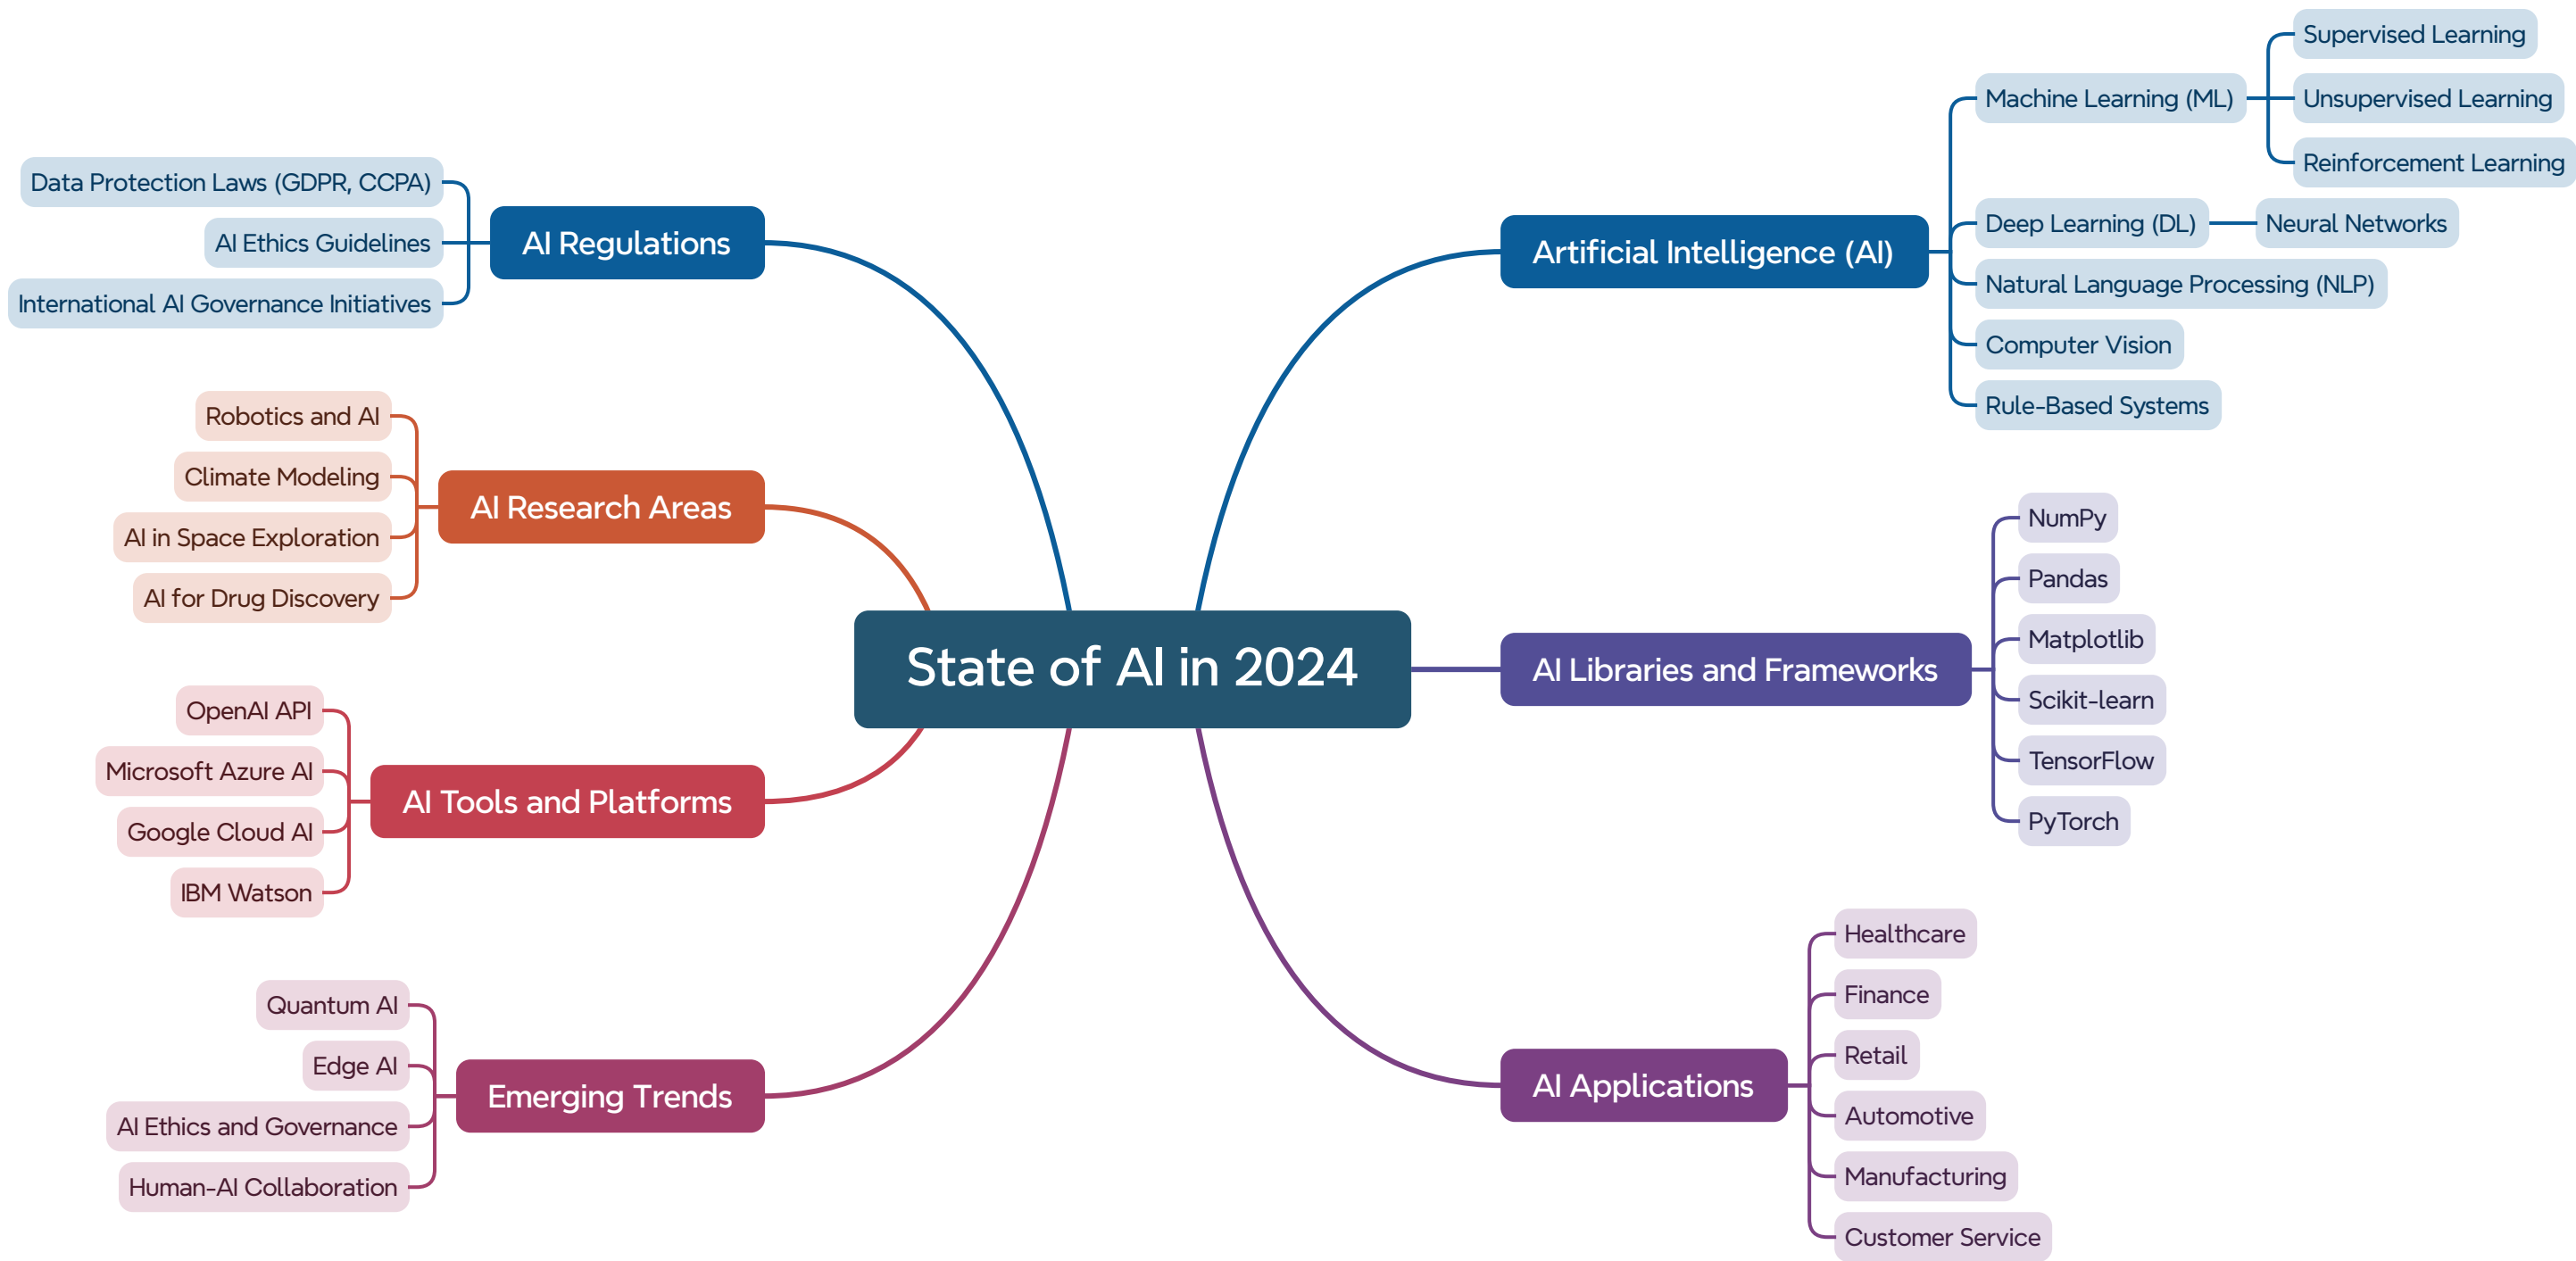 State of AI in 2024
Artificial Intelligence (AI)
Machine Learning (ML)
Supervised Learning
Unsupervised Learning
Reinforcement Learning
Deep Learning (DL)
Neural Networks
Natural Language Processing (NLP)
Computer Vision
Rule-Based Systems
AI Libraries and Frameworks
NumPy
Pandas
Matplotlib
Scikit-learn
TensorFlow
PyTorch
AI Applications
Healthcare
Finance
Retail
Automotive
Manufacturing
Customer Service
AI Regulations
Data Protection Laws (GDPR, CCPA)
AI Ethics Guidelines
International AI Governance Initiatives
AI Research Areas
Robotics and AI
Climate Modeling
AI in Space Exploration
AI for Drug Discovery
AI Tools and Platforms
OpenAI API
Microsoft Azure AI
Google Cloud AI
IBM Watson
Emerging Trends
Quantum AI
Edge AI
AI Ethics and Governance
Human-AI Collaboration